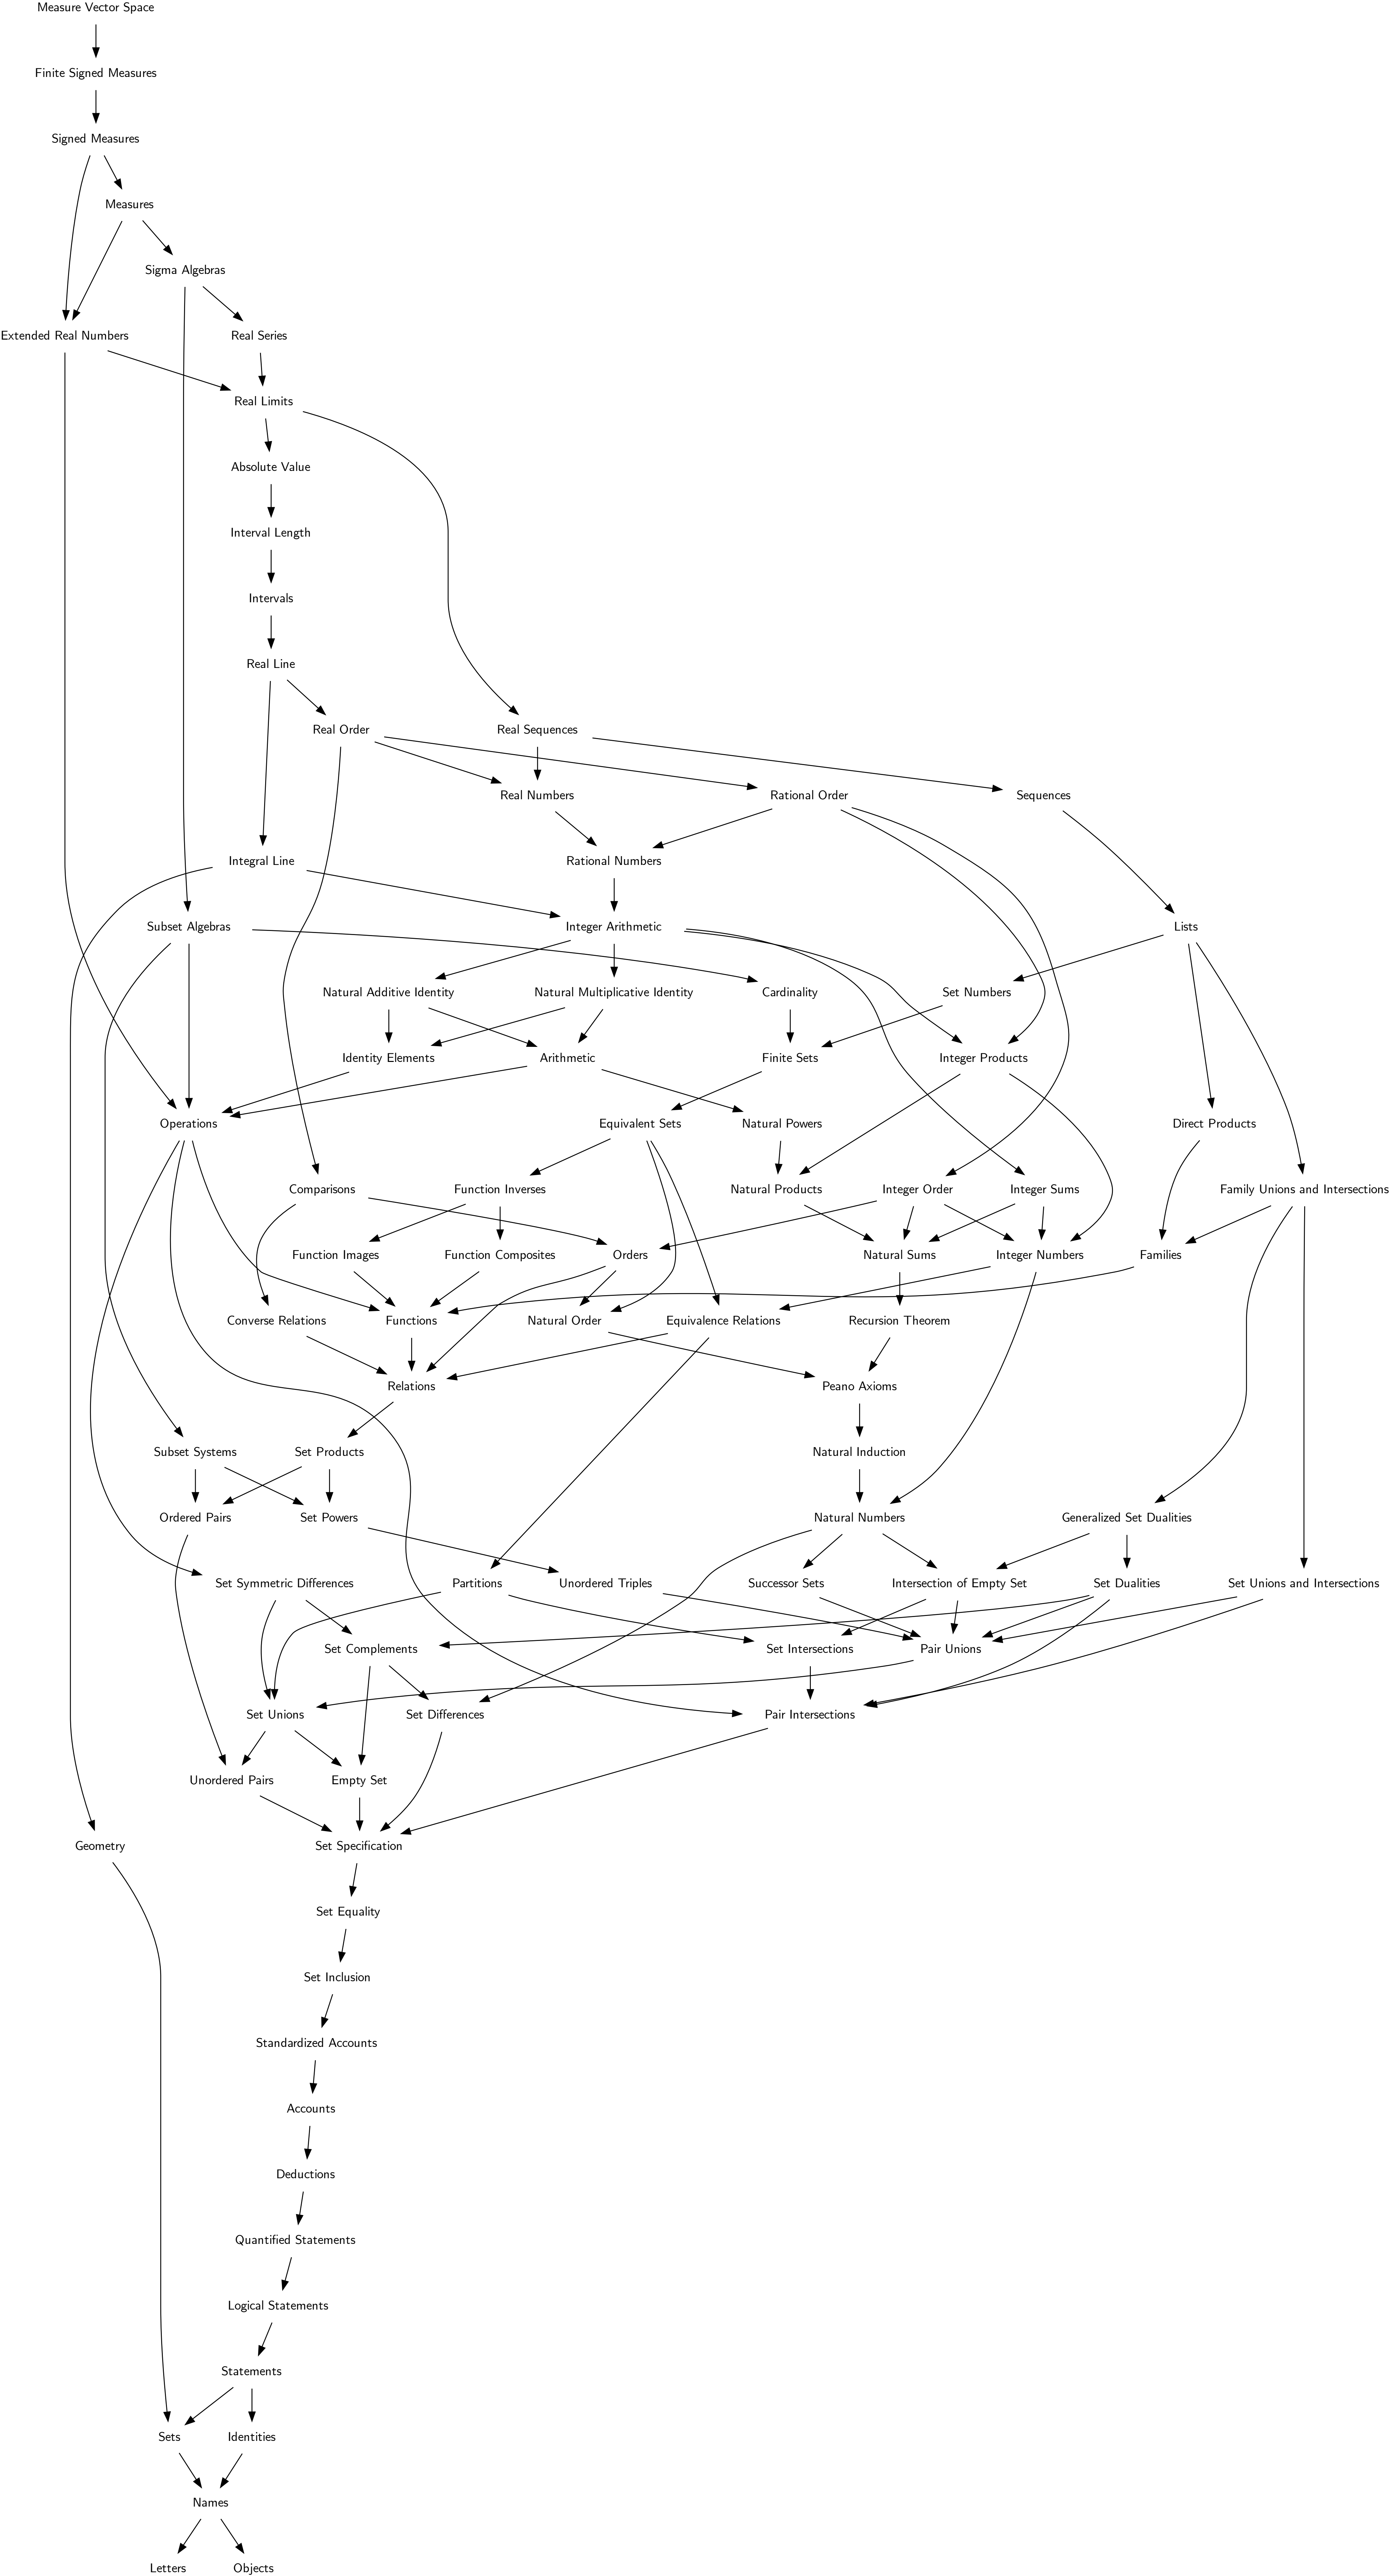 Measure Vector Space
Finite Signed Measures
Signed Measures
Measures
Sigma Algebras
Extended Real Numbers
Real Series
Real Limits
Absolute Value
Interval Length
Intervals
Real Line
Real Order
Real Sequences
Real Numbers
Rational Order
Sequences
Integral Line
Rational Numbers
Subset Algebras
Integer Arithmetic
Lists
Natural Additive Identity
Natural Multiplicative Identity
Cardinality
Set Numbers
Identity Elements
Arithmetic
Finite Sets
Integer Products
Operations
Equivalent Sets
Natural Powers
Direct Products
Comparisons
Function Inverses
Natural Products
Integer Order
Integer Sums
Family Unions and Intersections
Function Images
Function Composites
Orders
Natural Sums
Integer Numbers
Families
Converse Relations
Functions
Natural Order
Equivalence Relations
Recursion Theorem
Relations
Peano Axioms
Subset Systems
Set Products
Natural Induction
Ordered Pairs
Set Powers
Natural Numbers
Generalized Set Dualities
Set Symmetric Differences
Partitions
Unordered Triples
Successor Sets
Intersection of Empty Set
Set Dualities
Set Unions and Intersections
Set Complements
Set Intersections
Pair Unions
Set Unions
Set Differences
Pair Intersections
Unordered Pairs
Empty Set
Geometry
Set Specification
Set Equality
Set Inclusion
Standardized Accounts
Accounts
Deductions
Quantified Statements
Logical Statements
Statements
Sets
Identities
Names
Letters
Objects